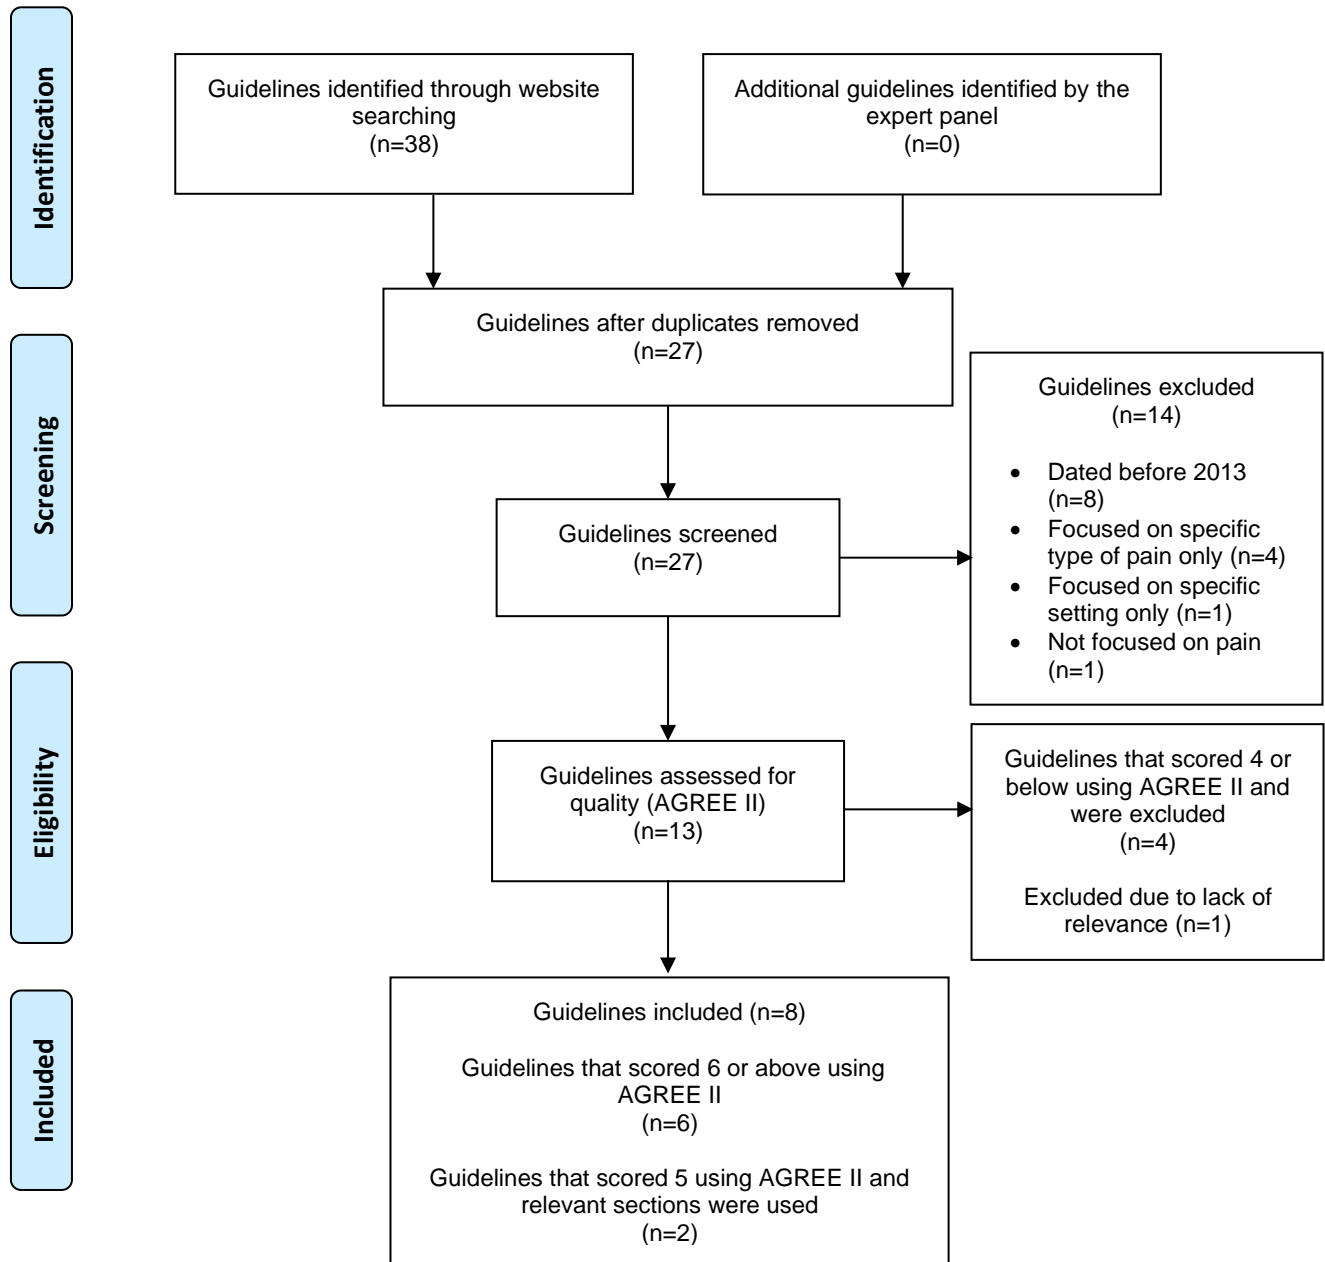 Identification
Guidelines identified through website
searching
(n=38)
Additional guidelines identified by the
expert panel
(n=0)
Guidelines after duplicates removed
(n=27)
Screening
Guidelines screened
(n=27)
Guidelines excluded
(n=14)
• Dated before 2013
(n=8)
• Focused on specific
type of pain only (n=4)
• Focused on specific
setting only (n=1)
• Not focused on pain
(n=1)
Eligibility
Guidelines assessed for
quality (AGREE II)
(n=13)
Guidelines that scored 4 or
below using AGREE II and
were excluded
(n=4)
Excluded due to lack of
relevance (n=1)
Included
Guidelines included (n=8)
Guidelines that scored 6 or above using
AGREE II
(n=6)
Guidelines that scored 5 using AGREE II and
relevant sections were used
(n=2)